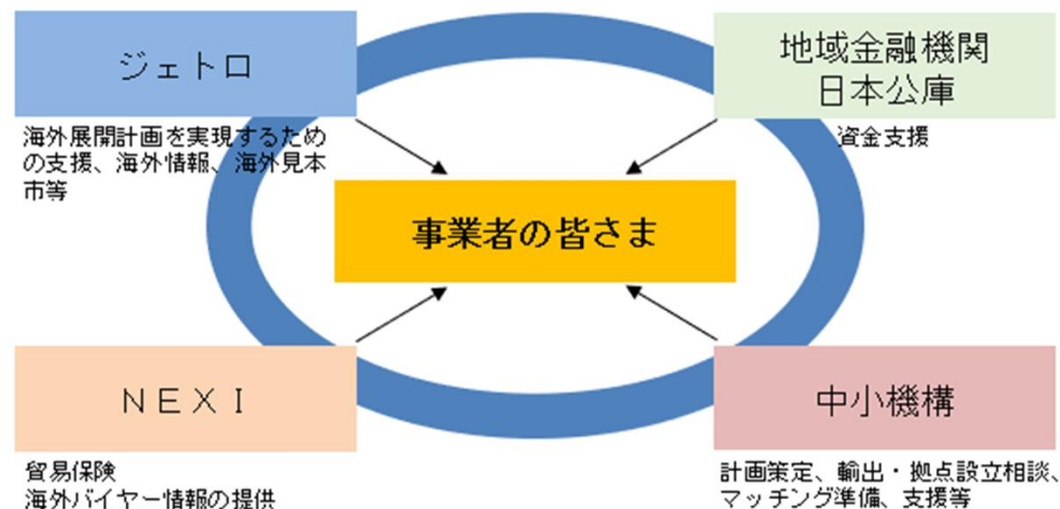 ジェトロ
海外展開計画を実現するため
の支援、海外情報、海外見本
市等
地域金融機関
日本公庫
資金支援
事業者の皆さま
ＮＥＸＩ
貿易保険
海外バイヤー情報の提供
中小機構
計画策定、輸出・拠点設立相談、
マッチング準備、支援等